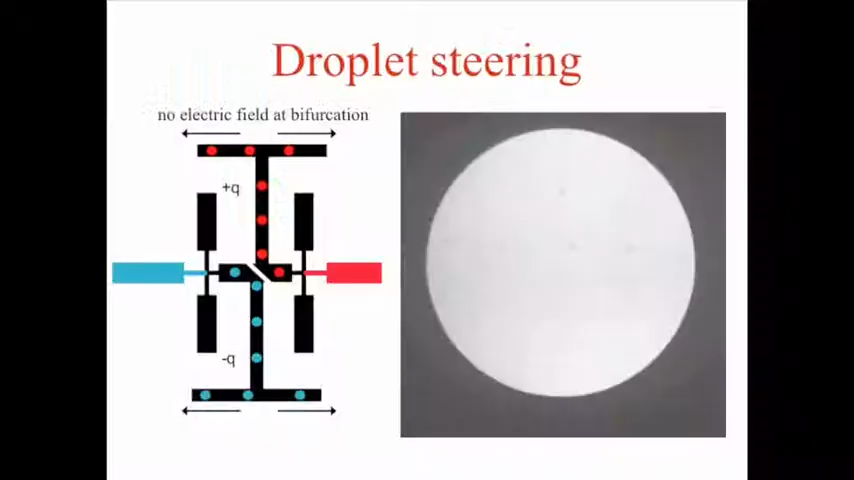 Droplet steering
no electric field at bifurcation
+q
-q